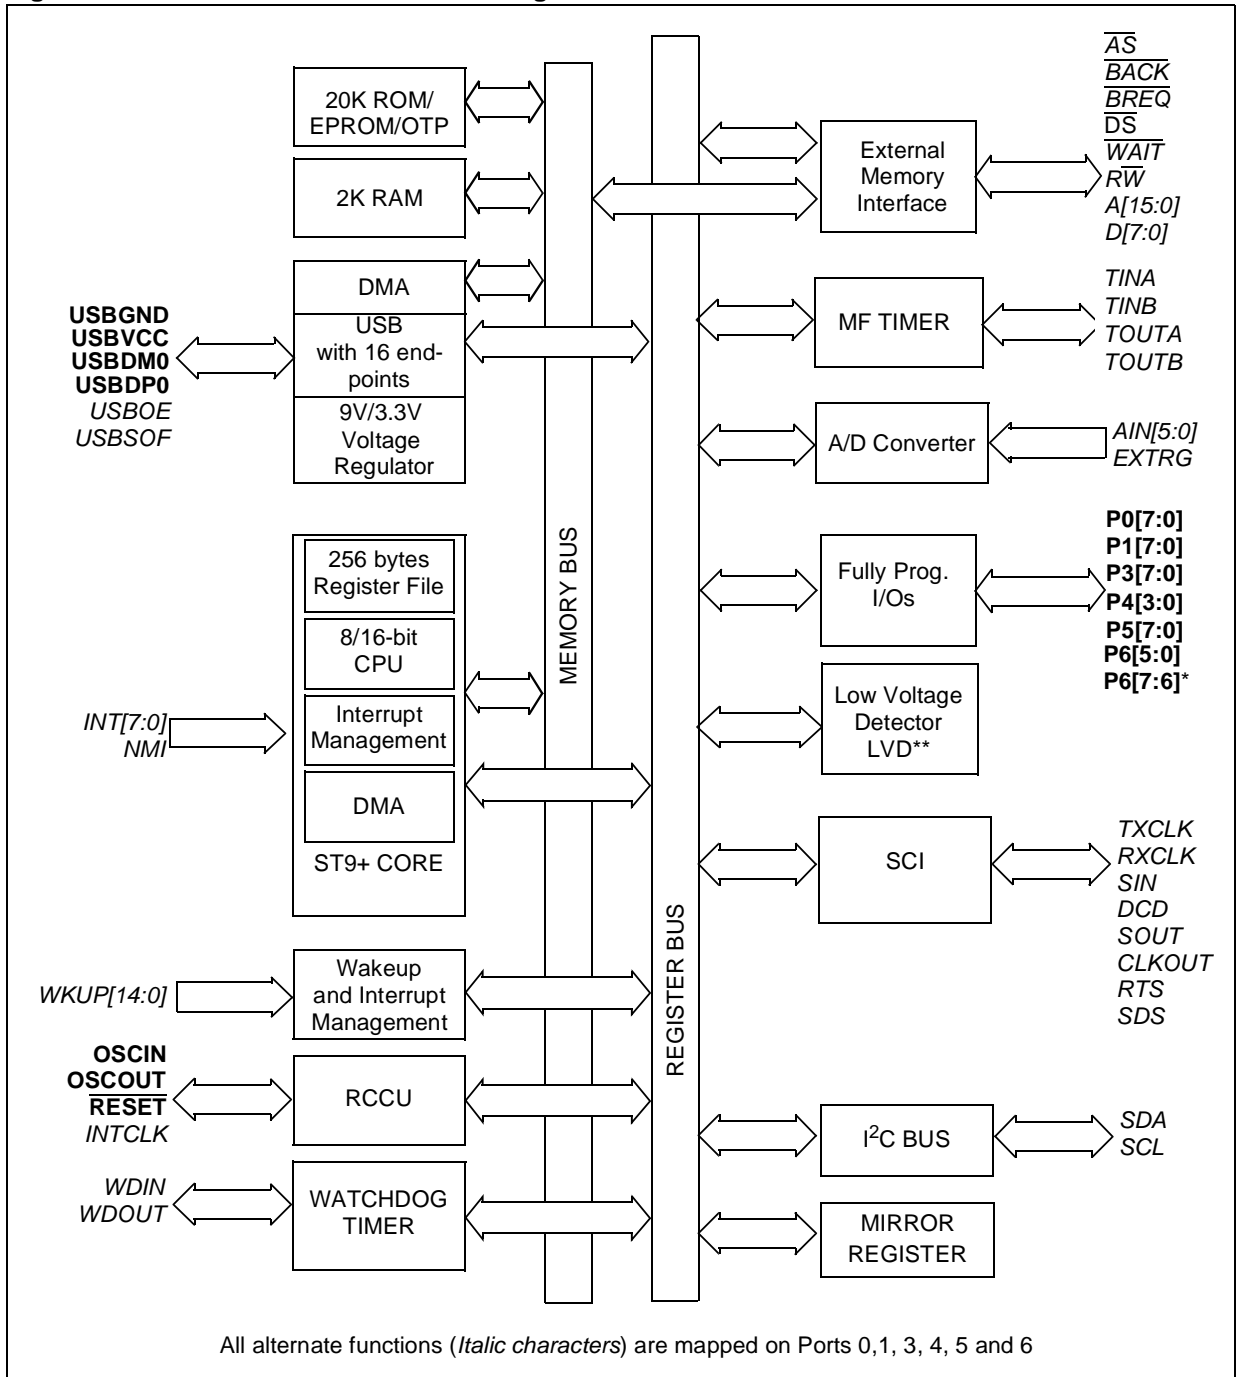 20K ROM/
EPROM/OTP
2K RAM
DMA
USB
with 16 end-
points
9V/3.3V
Voltage
Regulator
USBGND
USBVCC
USBDM0
USBDP0
USBOE
USBSOF
256 bytes
Register File
8/16-bit
CPU
Interrupt
Management
DMA
ST9+ CORE
INT[7:0]
NMI
Wakeup
and Interrupt
Management
WKUP[14:0]
RCCU
OSCIN
OSCOUT
RESET
INTCLK
WATCHDOG
TIMER
WDIN
WDOUT
MEMORY BUS
REGISTER BUS
External
Memory
Interface
AS
BACK
BREQ
DS
WAIT
RW
A[15:0]
D[7:0]
MF TIMER
TINA
TINB
TOUTA
TOUTB
A/D Converter
AIN[5:0]
EXTRG
Fully Prog.
I/Os
P0[7:0]
P1[7:0]
P3[7:0]
P4[3:0]
P5[7:0]
P6[5:0]
P6[7:6]*
Low Voltage
Detector
LVD**
SCI
TXCLK
RXCLK
SIN
DCD
SOUT
CLKOUT
RTS
SDS
I²C BUS
SDA
SCL
MIRROR
REGISTER
All alternate functions (Italic characters) are mapped on Ports 0,1, 3, 4, 5 and 6